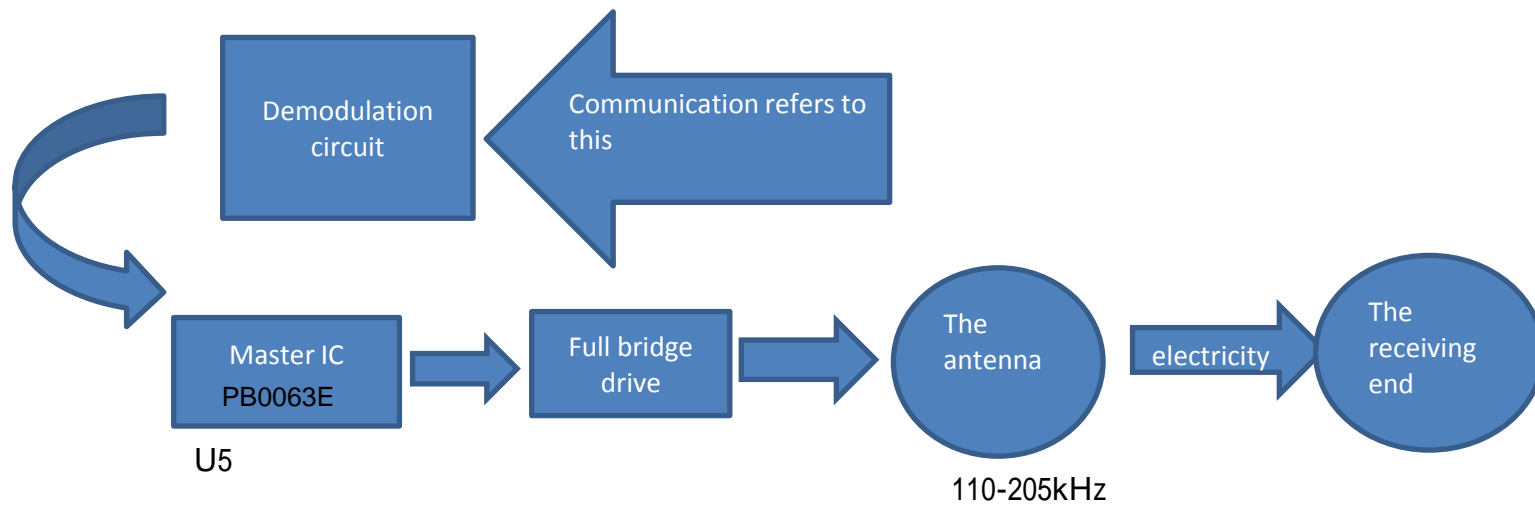 Demodulation
circuit
Communication refers to
this
Master IC
PB0063E
U5
Full bridge
drive
The
antenna
110-205kHz
electricity
The
receiving
end